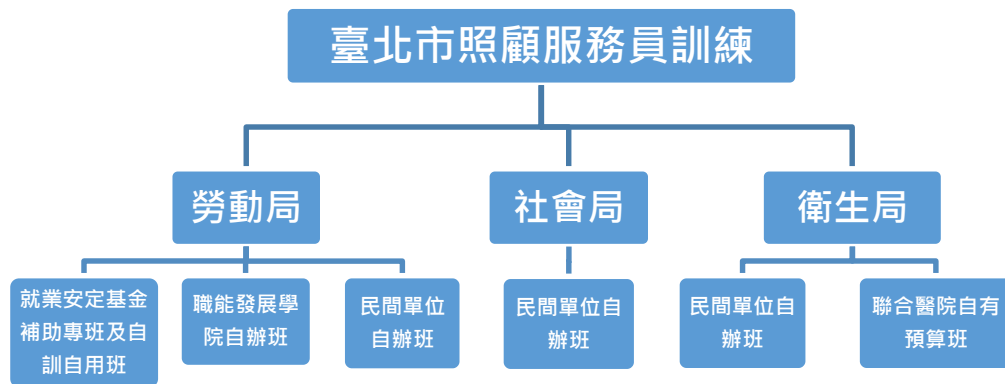 臺北市照顧服務員訓練
勞動局
社會局
衛生局
就業安定基金
補助專班及自
訓自用班
職能發展學
院自辦班
民間單位
自辦班
民間單位自
辦班
民間單位自
辦班
聯合醫院自有
預算班